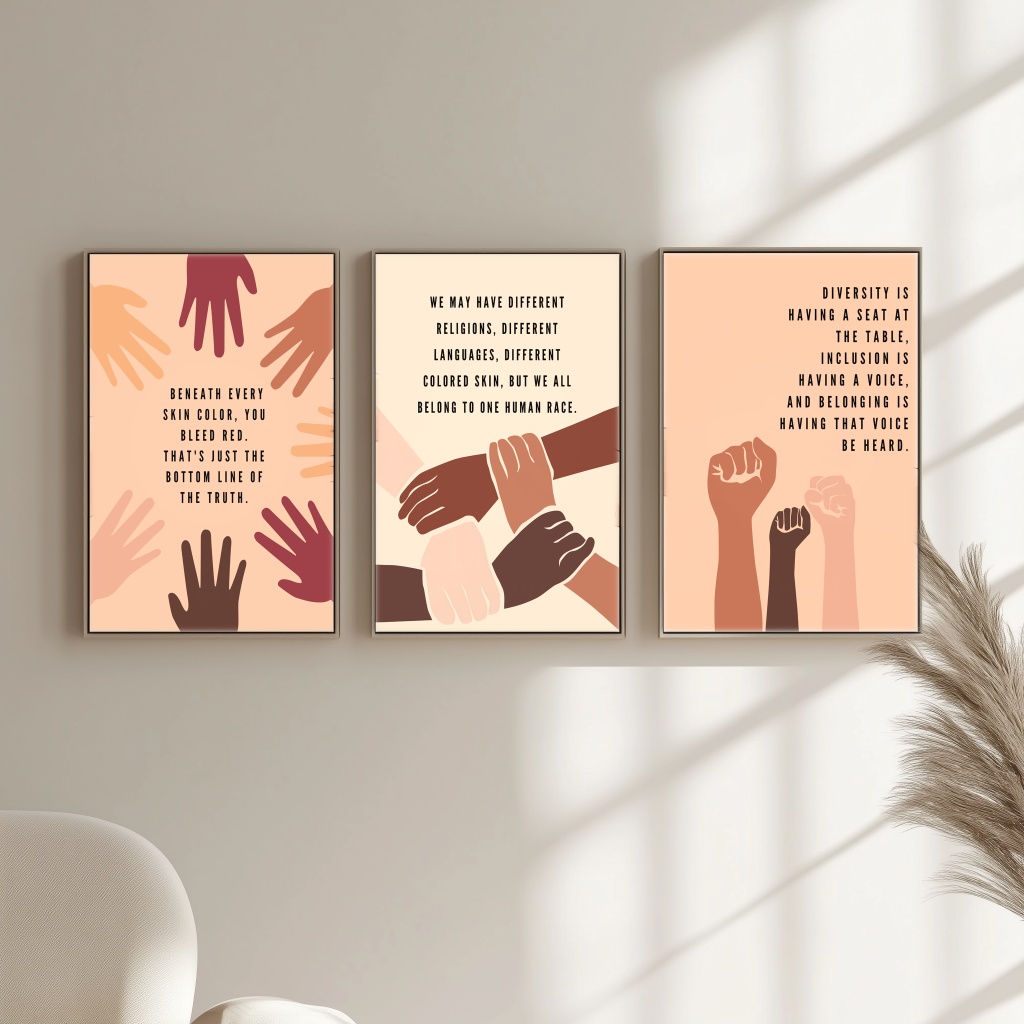 BENEATH EVERY
SKIN COLOR, YOU
BLEED RED.
THAT'S JUST THE
BOTTOM LINE OF
THE TRUTH.
WE MAY HAVE DIFFERENT
RELIGIONS, DIFFERENT
LANGUAGES, DIFFERENT
COLORED SKIN, BUT WE ALL
BELONG TO ONE HUMAN RACE.
DIVERSITY IS
HAVING A SEAT AT
THE TABLE,
INCLUSION IS
HAVING A VOICE,
AND BELONGING IS
HAVING THAT VOICE
BE HEARD.